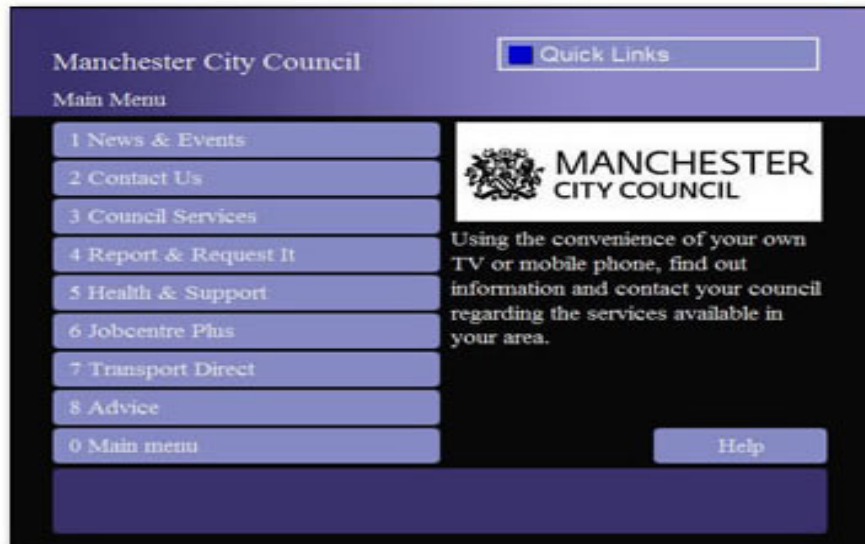 Manchester City Council
Quick Links
Main Menu
1 News & Events
2 Contact Us
3 Council Services
4 Report & Request It
5 Health & Support
6 Jobcentre Plus
7 Transport Direct
8 Advice
0 Main menu
MANCHESTER
CITY COUNCIL
Using the convenience of your own
TV or mobile phone, find out
information and contact your council
regarding the services available in
your area.
Help